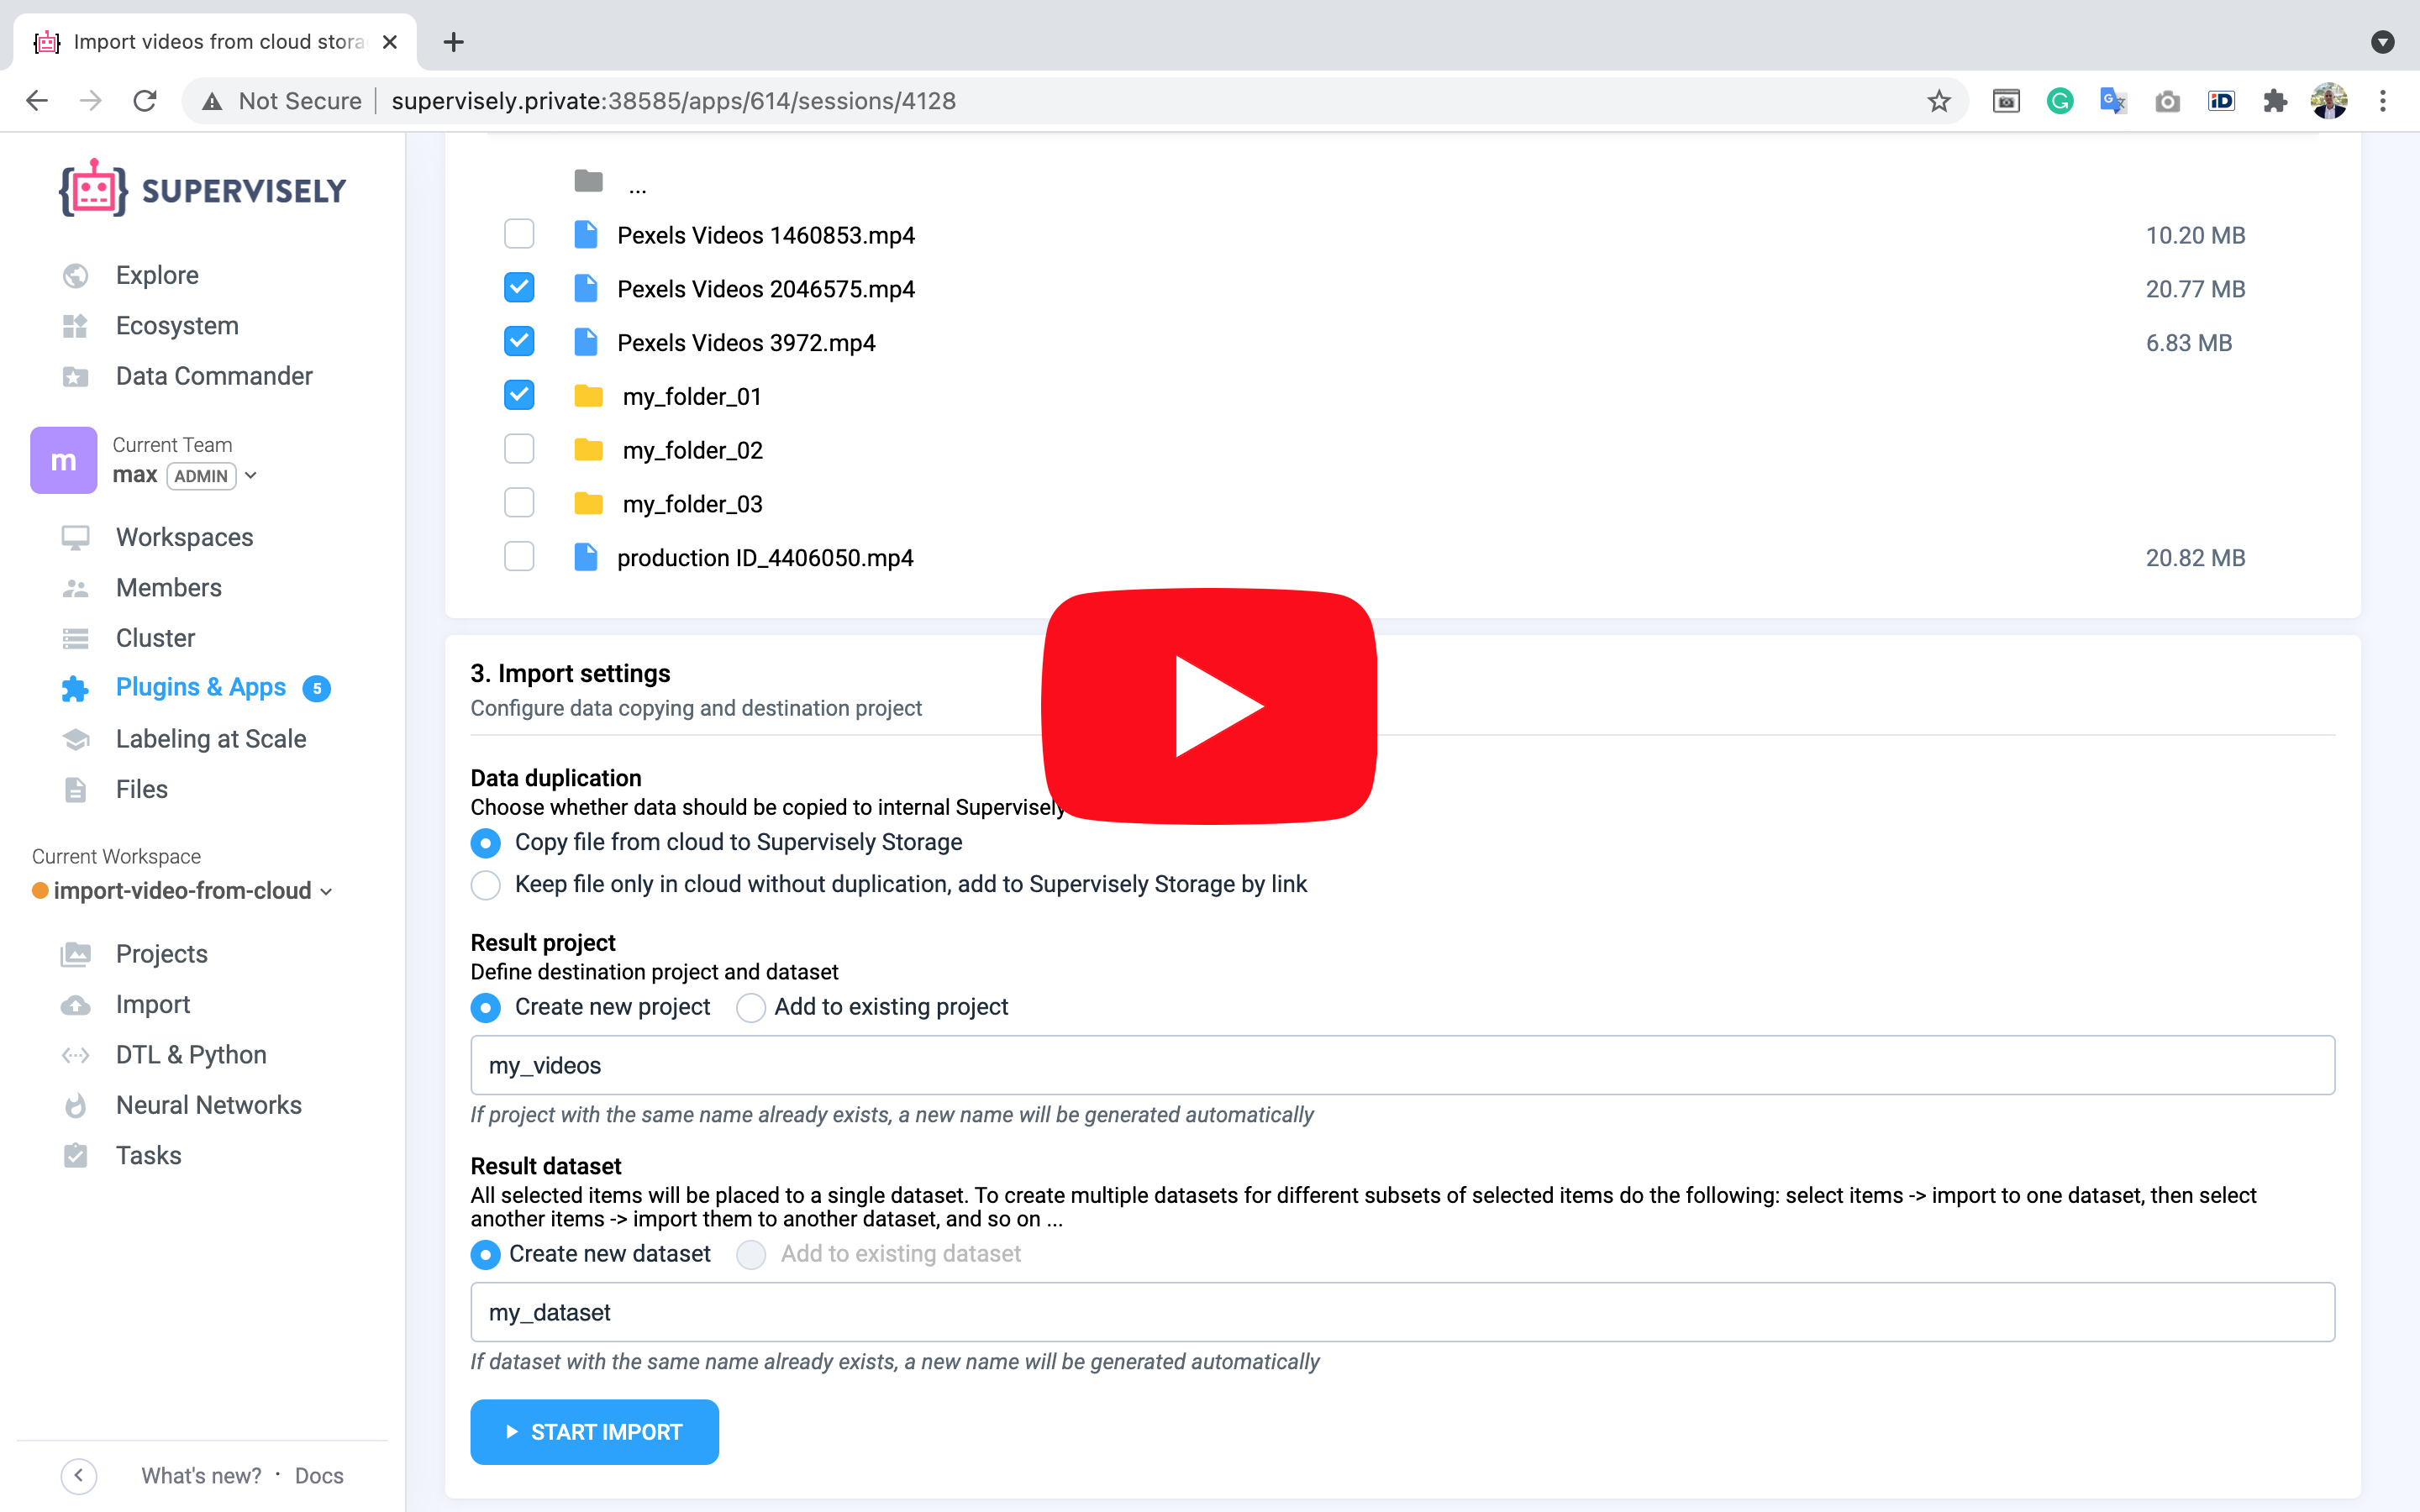 Import videos from cloud stora
Not Secure
supervisely.private:38585/apps/614/sessions/4128
SUPERVISELY
Explore
Ecosystem
Data Commander
m
Current Team
max ADMIN
Workspaces
Members
Cluster
Plugins & Apps 5
Labeling at Scale
Files
Current Workspace
import-video-from-cloud
Projects
Import
DTL & Python
Neural Networks
Tasks
What's new? · Docs
...
Pexels Videos 1460853.mp4 10.20 MB
Pexels Videos 2046575.mp4 20.77 MB
Pexels Videos 3972.mp4 6.83 MB
my_folder_01
my_folder_02
my_folder_03
production ID_4406050.mp4 20.82 MB
3. Import settings
Configure data copying and destination project
Data duplication
Choose whether data should be copied to internal Supervisely
Copy file from cloud to Supervisely Storage
Keep file only in cloud without duplication, add to Supervisely Storage by link
Result project
Define destination project and dataset
Create new project Add to existing project
my_videos
If project with the same name already exists, a new name will be generated automatically
Result dataset
All selected items will be placed to a single dataset. To create multiple datasets for different subsets of selected items do the following: select items -> import to one dataset, then select
another items -> import them to another dataset, and so on ...
Create new dataset Add to existing dataset
my_dataset
If dataset with the same name already exists, a new name will be generated automatically
START IMPORT